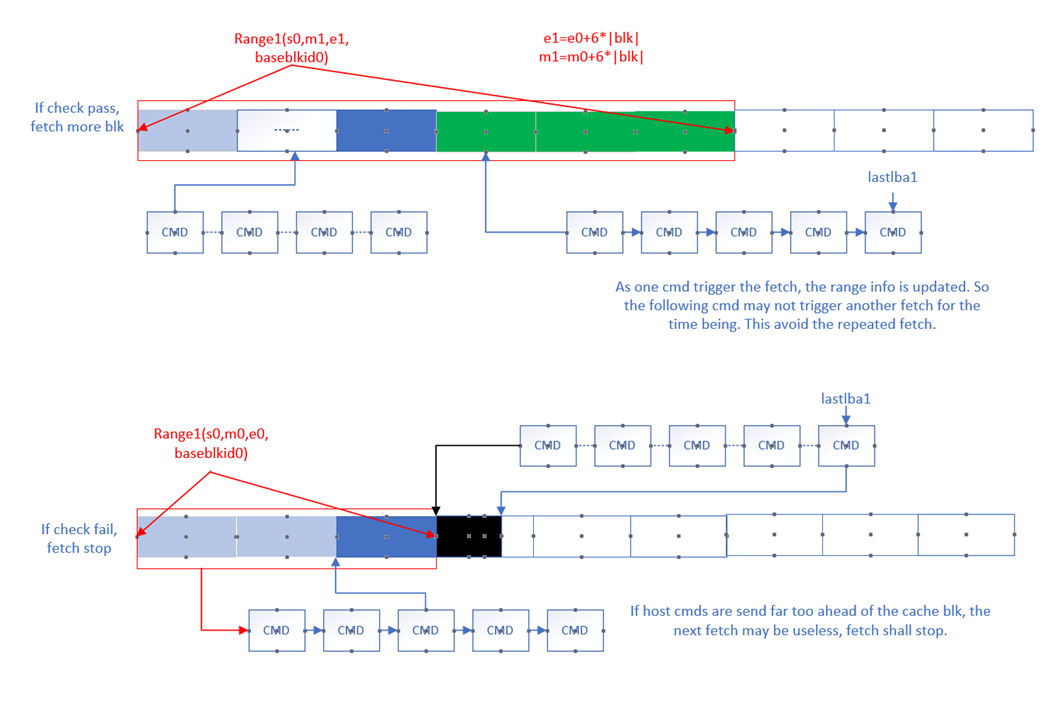 Range1(s0,m1,e1,
baseblkid0)
e1=e0+6*|blk|
m1=m0+6*|blk|
If check pass,
fetch more blk
lastlba1
CMD CMD CMD CMD CMD CMD CMD CMD CMD
As one cmd trigger the fetch, the range info is updated. So
the following cmd may not trigger another fetch for the
time being. This avoid the repeated fetch.
lastlba1
Range1(s0,m0,e0,
baseblkid0)
CMD CMD CMD CMD CMD
If check fail,
fetch stop
CMD CMD CMD CMD CMD
If host cmds are send far too ahead of the cache blk, the
next fetch may be useless, fetch shall stop.